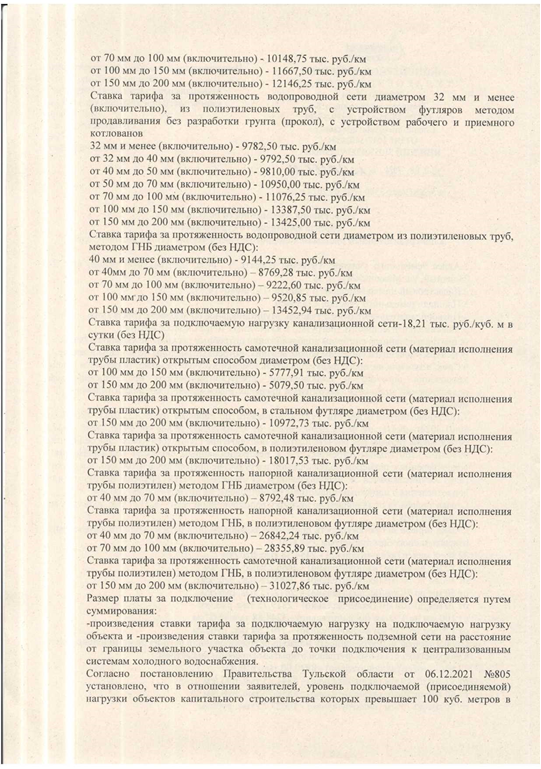 от 70 мм до 100 мм (включительно) - 10148,75 тыс. руб./км
от 100 мм до 150 мм (включительно) - 11667,50 тыс. руб./км
от 150 мм до 200 мм (включительно) - 12146,25 тыс. руб./км
Ставка тарифа за протяженность водопроводной сети диаметром 32 мм и менее
(включительно), из полиэтиленовых труб, с устройством футляров методом
продавливания без разработки грунта (прокол), с устройством рабочего и приемного
котлованов
32 мм и менее (включительно) - 9782,50 тыс. руб./км
от 32 мм до 40 мм (включительно) - 9792,50 тыс. руб./км
от 40 мм до 50 мм (включительно) - 9810,00 тыс. руб./км
от 50 мм до 70 мм (включительно) - 10950,00 тыс. руб./км
от 70 мм до 100 мм (включительно) - 11076,25 тыс. руб./км
от 100 мм до 150 мм (включительно) - 13387,50 тыс. руб./км
от 150 мм до 200 мм (включительно) - 13425,00 тыс. руб./км
Ставка тарифа за протяженность водопроводной сети диаметром из полиэтиленовых труб,
методом ГНБ диаметром (без НДС):
40 мм и менее (включительно) - 9144,25 тыс. руб./км
от 40мм до 70 мм (включительно) – 8769,28 тыс. руб./км
от 70 мм до 100 мм (включительно) – 9222,60 тыс. руб./км
от 100 мм до 150 мм (включительно) – 9520,85 тыс. руб./км
от 150 мм до 200 мм (включительно) – 13452,94 тыс. руб./км
Ставка тарифа за подключаемую нагрузку канализационной сети-18,21 тыс. руб./куб. м в
сутки (без НДС)
Ставка тарифа за протяженность самотечной канализационной сети (материал исполнения
трубы пластик) открытым способом диаметром (без НДС):
от 100 мм до 150 мм (включительно) - 5777,91 тыс. руб./км
от 150 мм до 200 мм (включительно) - 5079,50 тыс. руб./км
Ставка тарифа за протяженность самотечной канализационной сети (материал исполнения
трубы пластик) открытым способом, в стальном футляре диаметром (без НДС):
от 150 мм до 200 мм (включительно) - 10972,73 тыс. руб./км
Ставка тарифа за протяженность самотечной канализационной сети (материал исполнения
трубы пластик) открытым способом, в полиэтиленовом футляре диаметром (без НДС):
от 150 мм до 200 мм (включительно) - 18017,53 тыс. руб./км
Ставка тарифа за протяженность напорной канализационной сети (материал исполнения
трубы полиэтилен) методом ГНБ диаметром (без НДС):
от 40 мм до 70 мм (включительно) – 8792,48 тыс. руб./км
Ставка тарифа за протяженность напорной канализационной сети (материал исполнения
трубы полиэтилен) методом ГНБ, в полиэтиленовом футляре диаметром (без НДС):
от 40 мм до 70 мм (включительно) – 26842,24 тыс. руб./км
от 70 мм до 100 мм (включительно) – 28355,89 тыс. руб./км
Ставка тарифа за протяженность самотечной канализационной сети (материал исполнения
трубы полиэтилен) методом ГНБ, в полиэтиленовом футляре диаметром (без НДС):
от 150 мм до 200 мм (включительно) – 31027,86 тыс. руб./км
Размер платы за подключение (технологическое присоединение) определяется путем
суммирования:
-произведения ставки тарифа за подключаемую нагрузку на подключаемую нагрузку
объекта и -произведения ставки тарифа за протяженность подземной сети на расстояние
от границы земельного участка объекта до точки подключения к централизованным
системам холодного водоснабжения.
Согласно постановлению Правительства Тульской области от 06.12.2021 №805
установлено, что в отношении заявителей, уровень подключаемой (присоединяемой)
нагрузки объектов капитального строительства которых превышает 100 куб. метров в